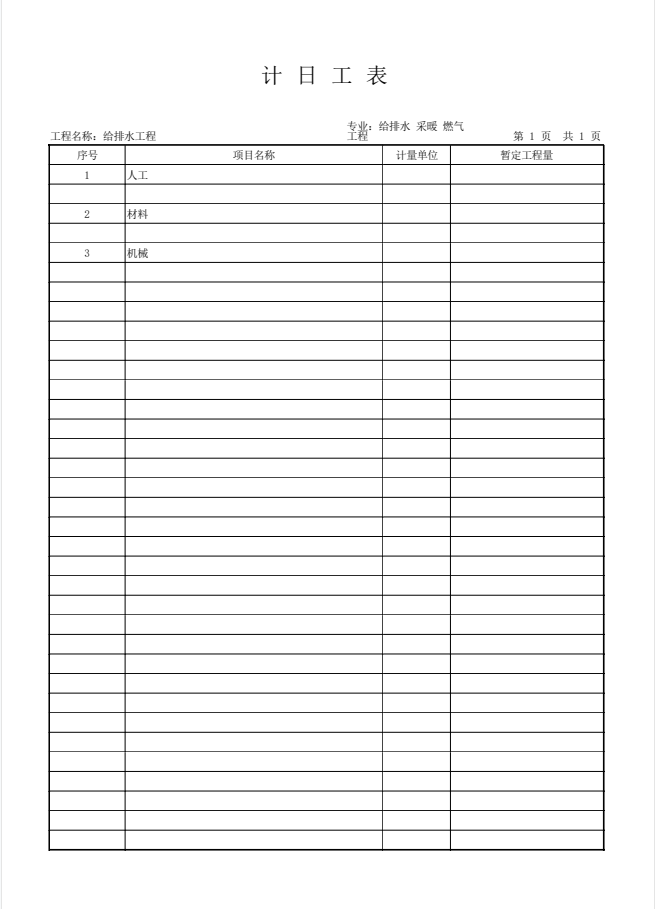 计 日 工 表
专业：给排水 采暖 燃气
工程名称：给排水工程 工程 第 1 页 共 1 页
序号 项目名称 计量单位 暂定工程量
1 人工
2 材料
3 机械